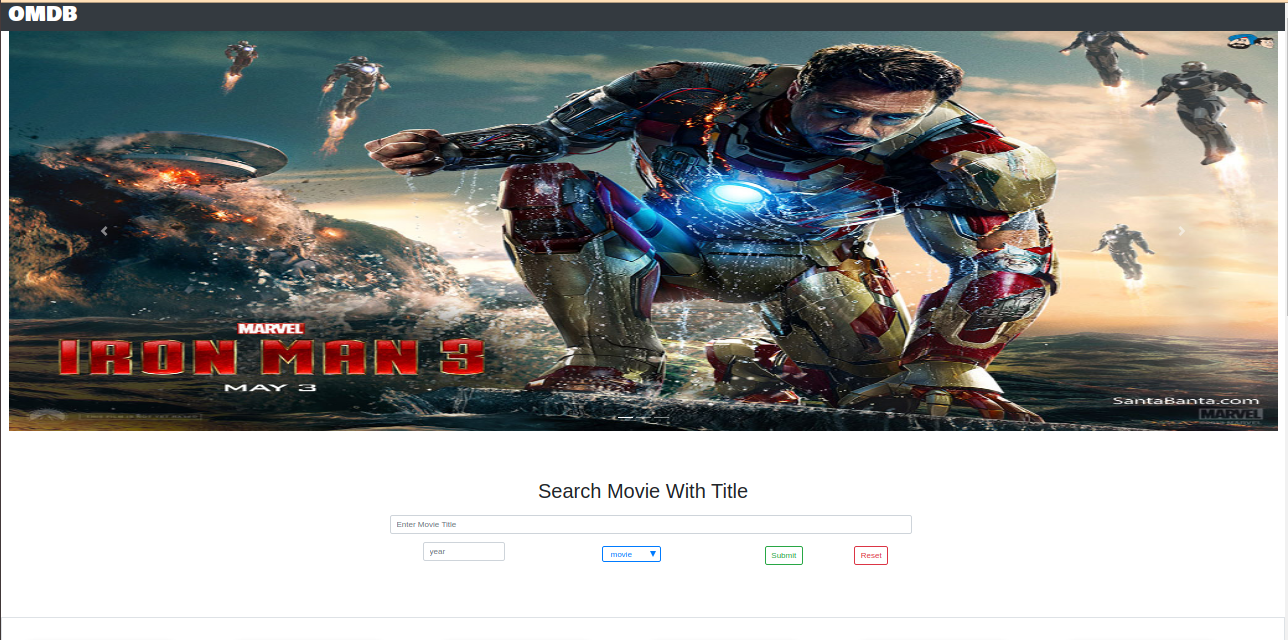 OMDB
MARVEL
IRON MAN 3
MAY 3
SantaBanta.com
MARVEL
Search Movie With Title
Enter Movie Title
year
movie
Submit
Reset